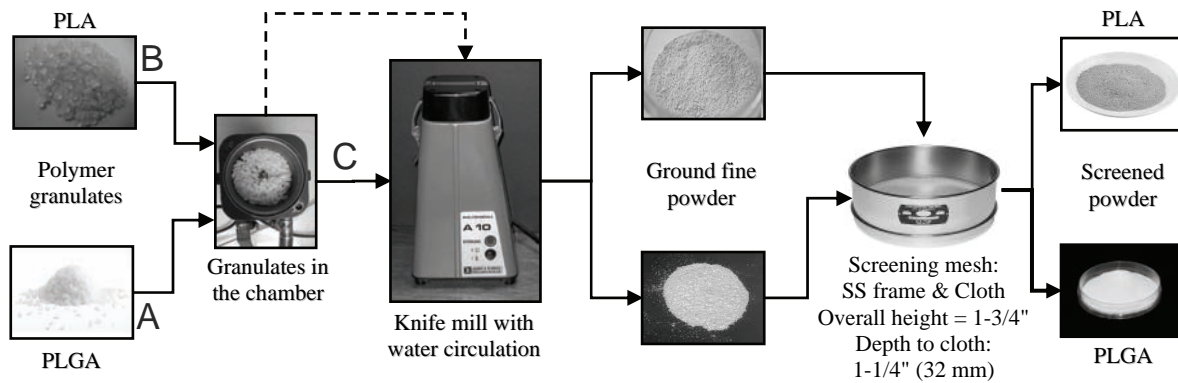 PLA
B
Polymer
granulates
A
PLGA
Granulates in
the chamber
C
A 10
Knife mill with
water circulation
Ground fine
powder
Screening mesh:
SS frame & Cloth
Overall height = 1-3/4"
Depth to cloth:
1-1/4" (32 mm)
PLA
Screened
powder
PLGA